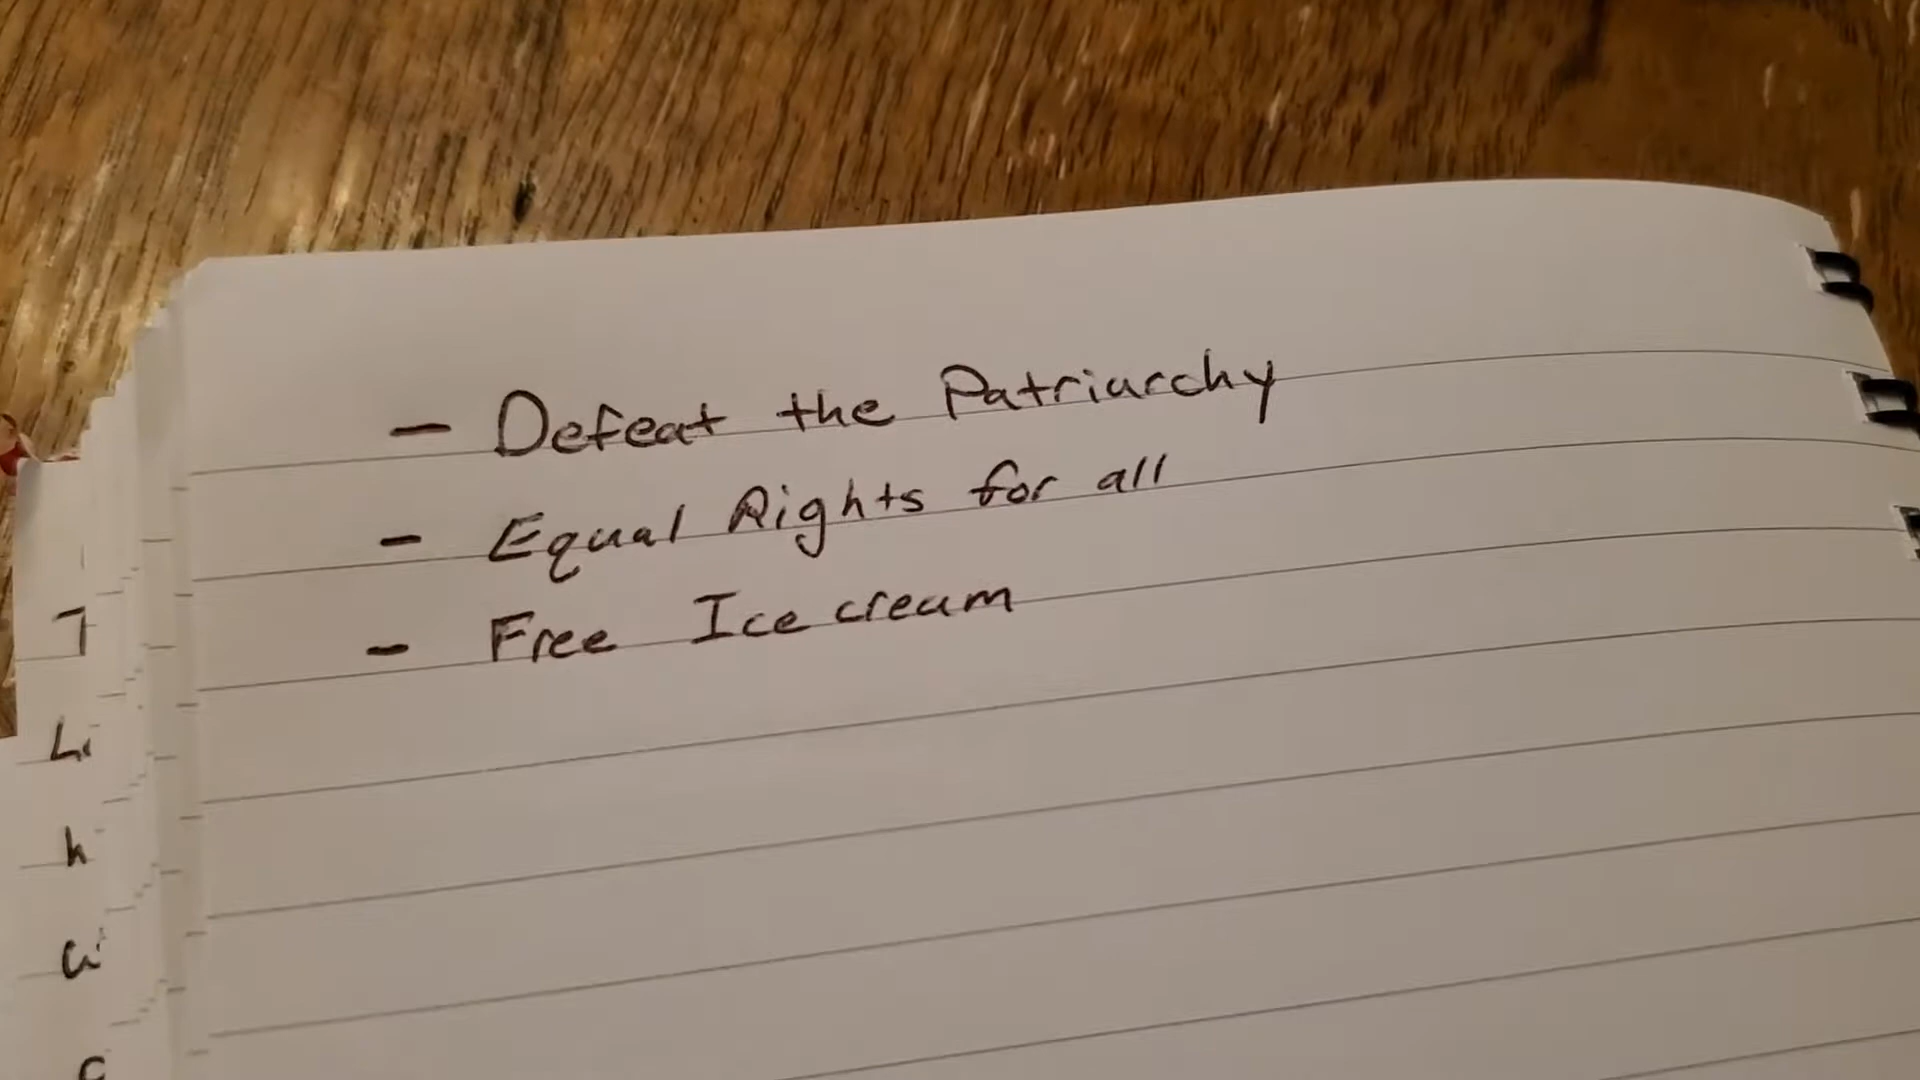 - Defeat the Patriarchy
- Equal Rights for all
- Free Ice cream